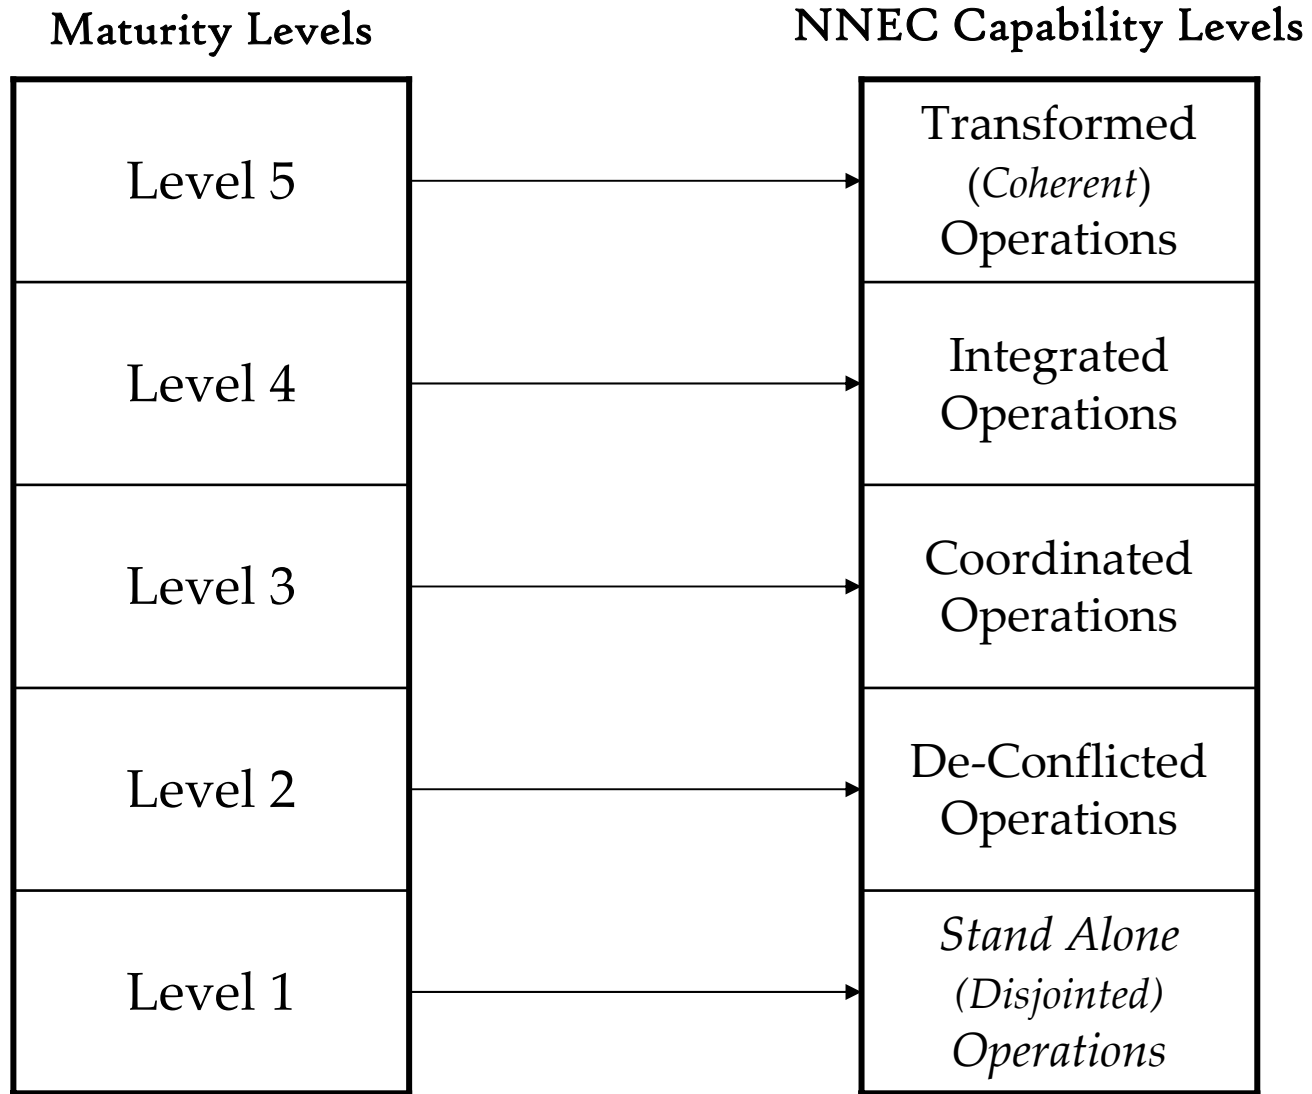 Maturity Levels
NNEC Capability Levels
Level 5
Transformed
(Coherent)
Operations
Level 4
Integrated
Operations
Level 3
Coordinated
Operations
Level 2
De-Conflicted
Operations
Level 1
Stand Alone
(Disjointed)
Operations